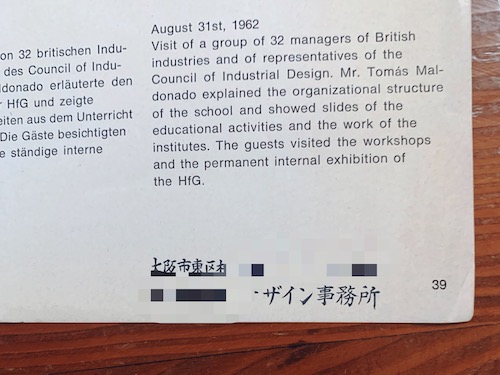 on 32 britischen Indu-
des Council of Indu-
ldonado erläuterte den
r HfG und zeigte
eiten aus dem Unterricht
Die Gäste besichtigten
e ständige interne
August 31st, 1962
Visit of a group of 32 managers of British
industries and of representatives of the
Council of Industrial Design. Mr. Tomás Mal-
donado explained the organizational structure
of the school and showed slides of the
educational activities and the work of the
institutes. The guests visited the workshops
and the permanent internal exhibition of
the HfG.
大阪市東区
ザイン事務所
39